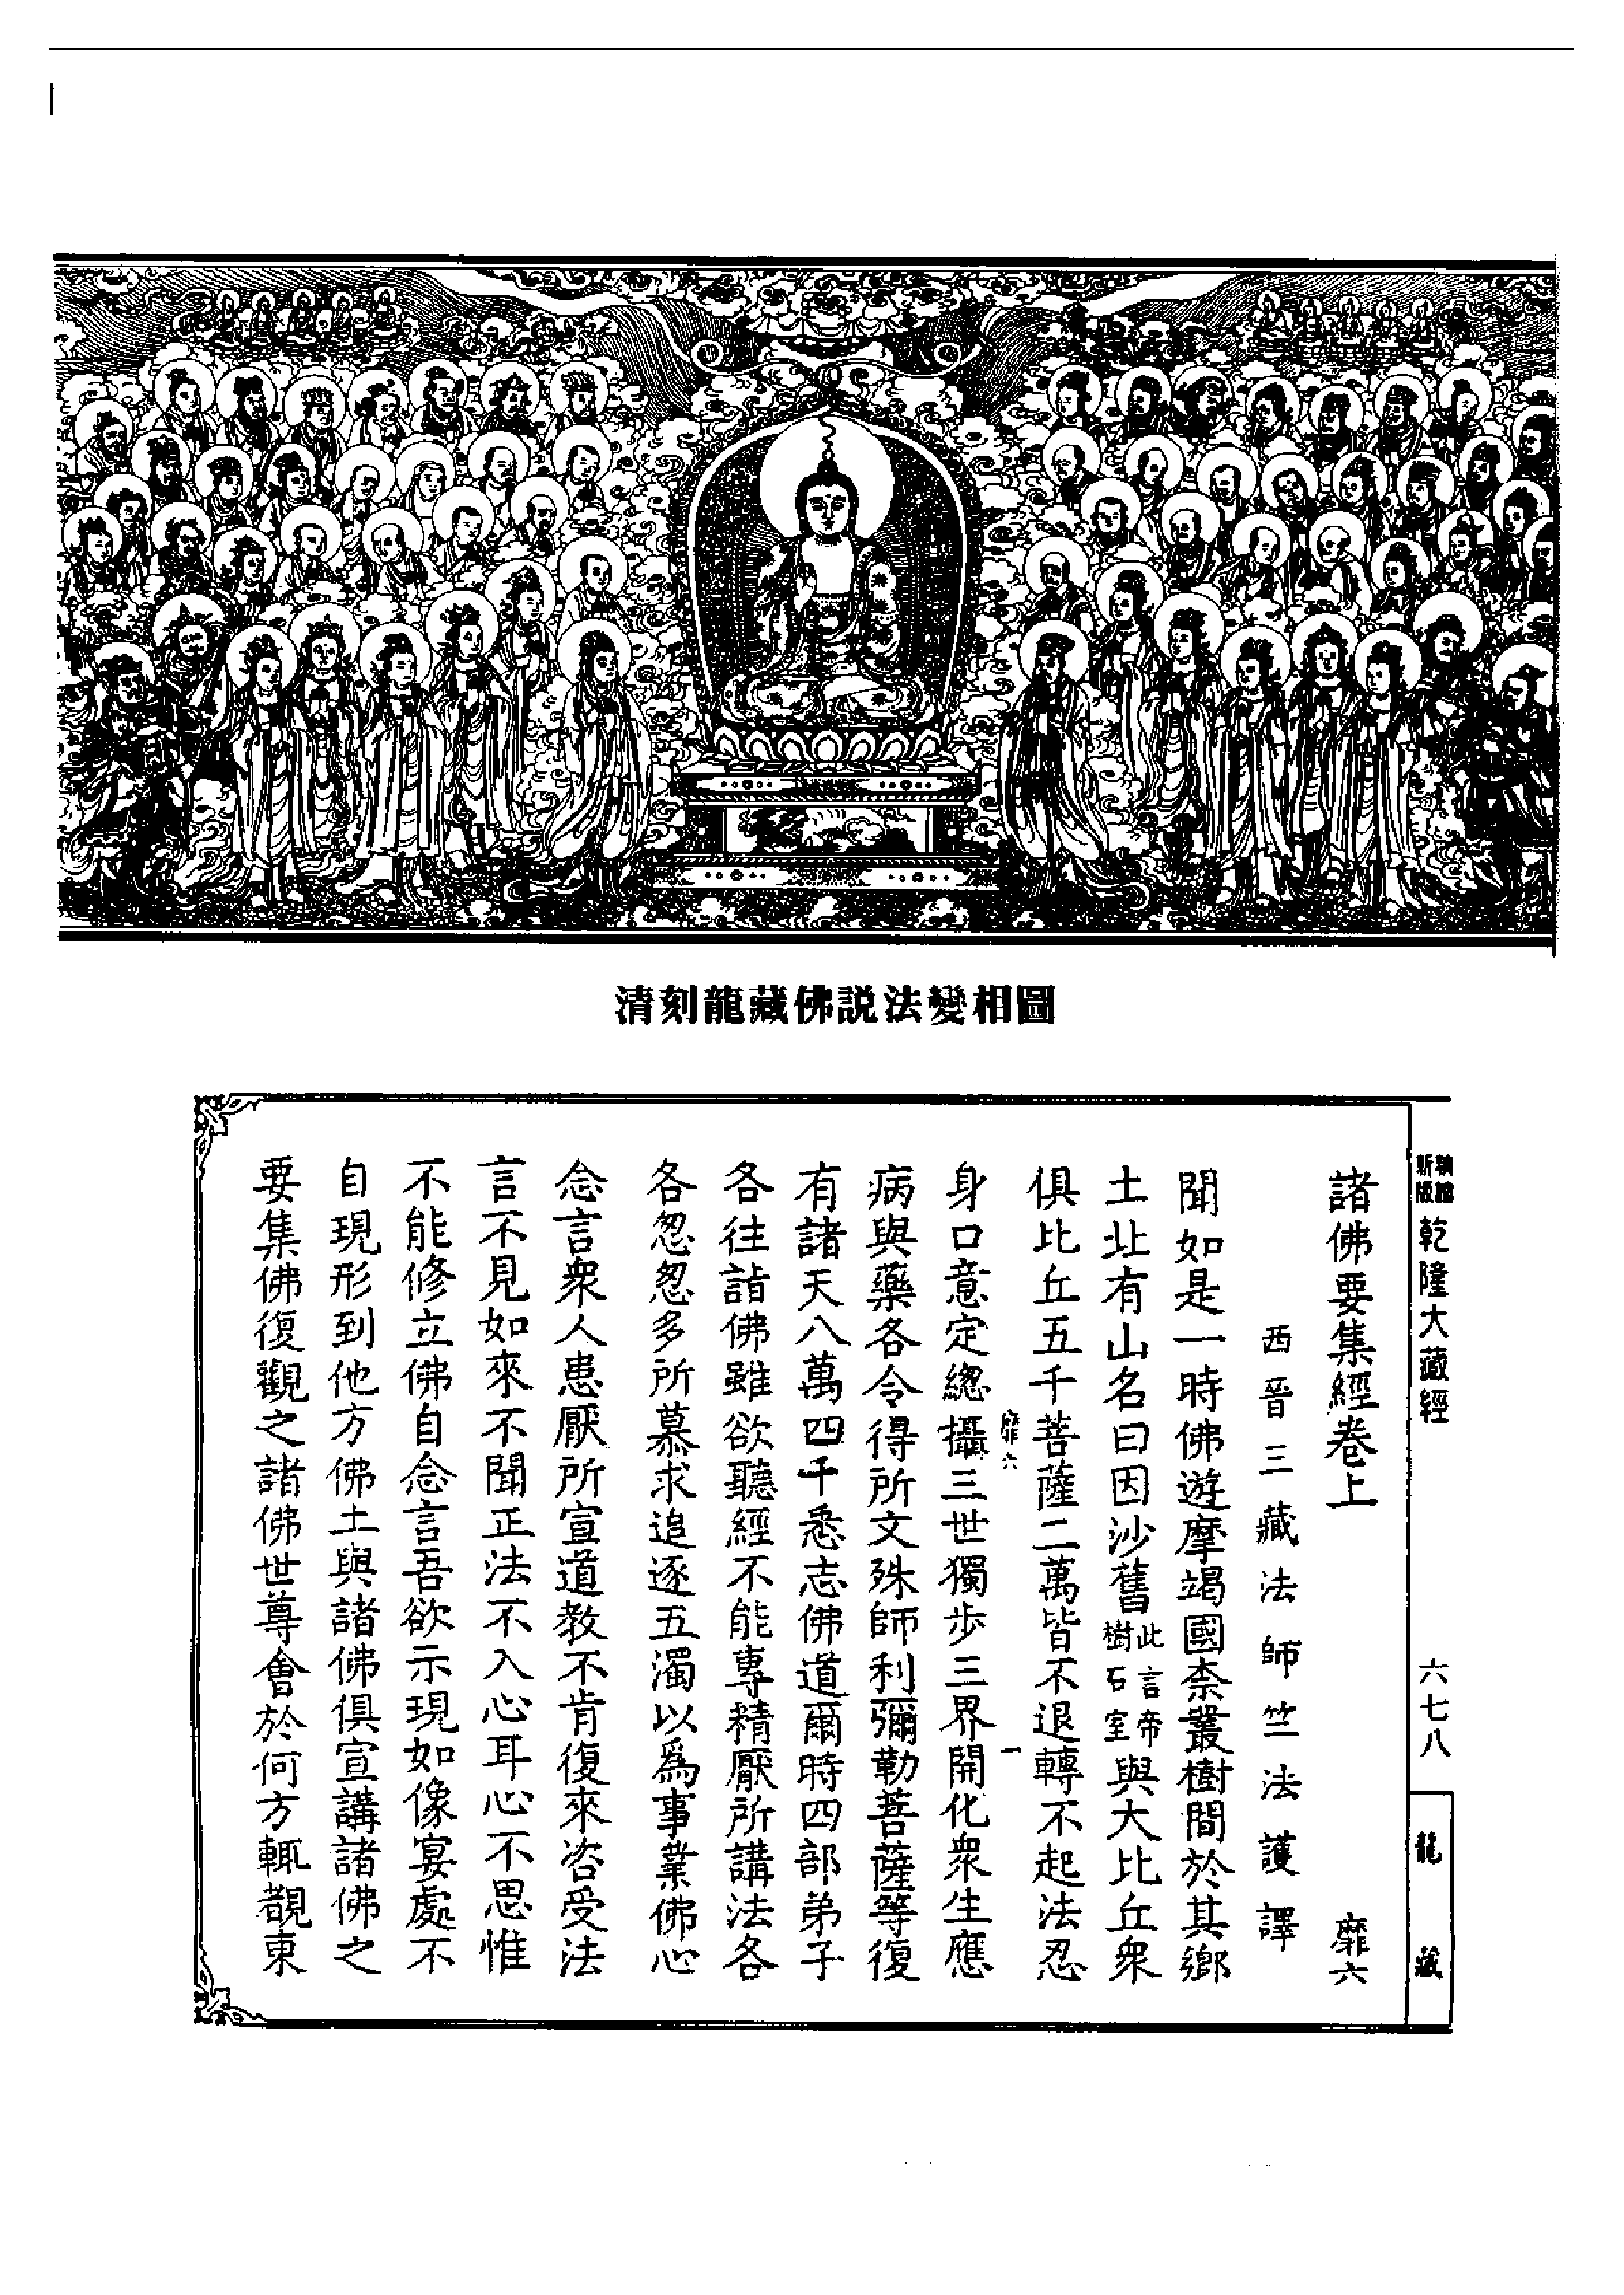 清刻龍藏佛説法變相圖
新版
乾隆大藏經
六七八
龍藏
諸佛要集經卷上
靡六
西晉三藏法師竺法護譯
聞如是一時佛遊摩竭國柰叢樹間於其鄉
土北有山名曰因沙舊此言帝樹石室與大比丘衆
俱比丘五千菩薩二萬皆不退轉不起法忍
靡六
一
身口意定緫攝三世獨步三界開化衆生應
病與藥各令得所文殊師利彌勒菩薩等復
有諸天八萬四千悉志佛道爾時四部弟子
各往詣佛雖欲聽經不能專精厭所講法各
各怱怱多所慕求追逐五濁以爲事業佛心
念言衆人患厭所宣道教不肯復來咨受法
言不見如來不聞正法不入心耳心不思惟
不能修立佛自念言吾欲示現如像宴處不
自現形到他方佛土與諸佛俱宣講諸佛之
要集佛復觀之諸佛世尊會於何方輒覩東